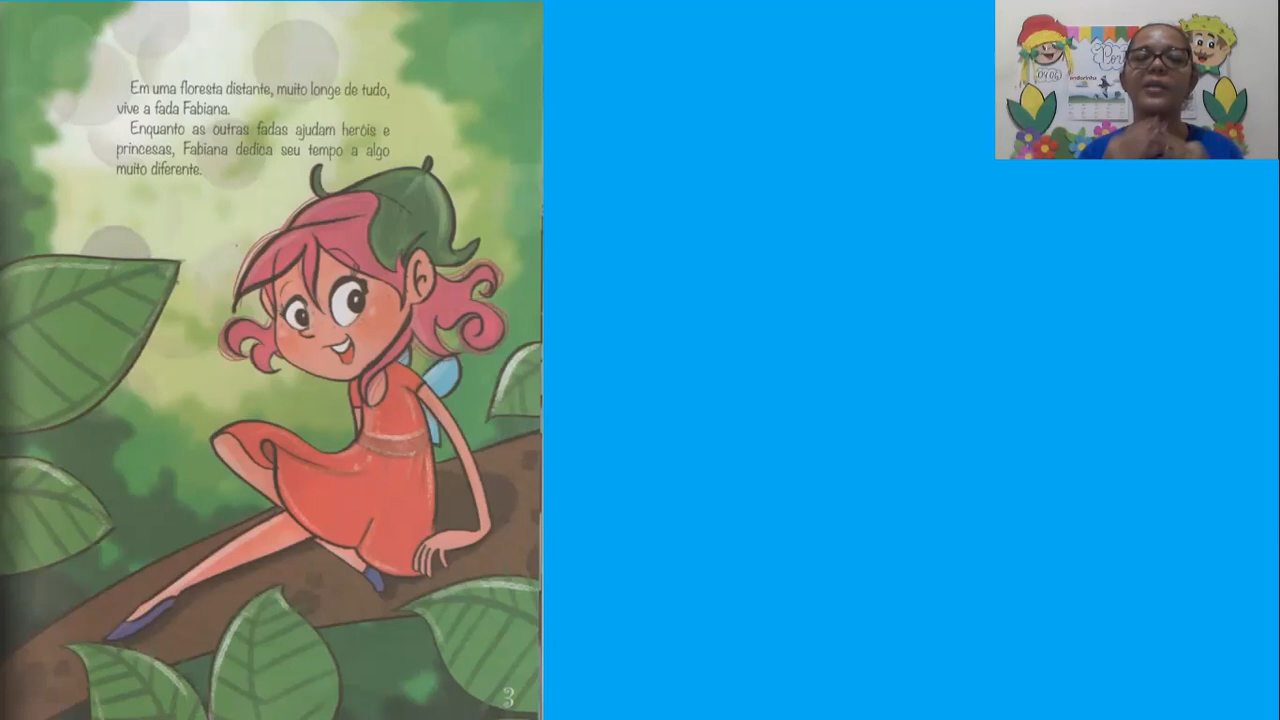 Em uma floresta distante, muito longe de tudo,
vive a fada Fabiana.
Enquanto as outras fadas ajudam heróis e
princesas, Fabiana dedica seu tempo a algo
muito diferente.
3